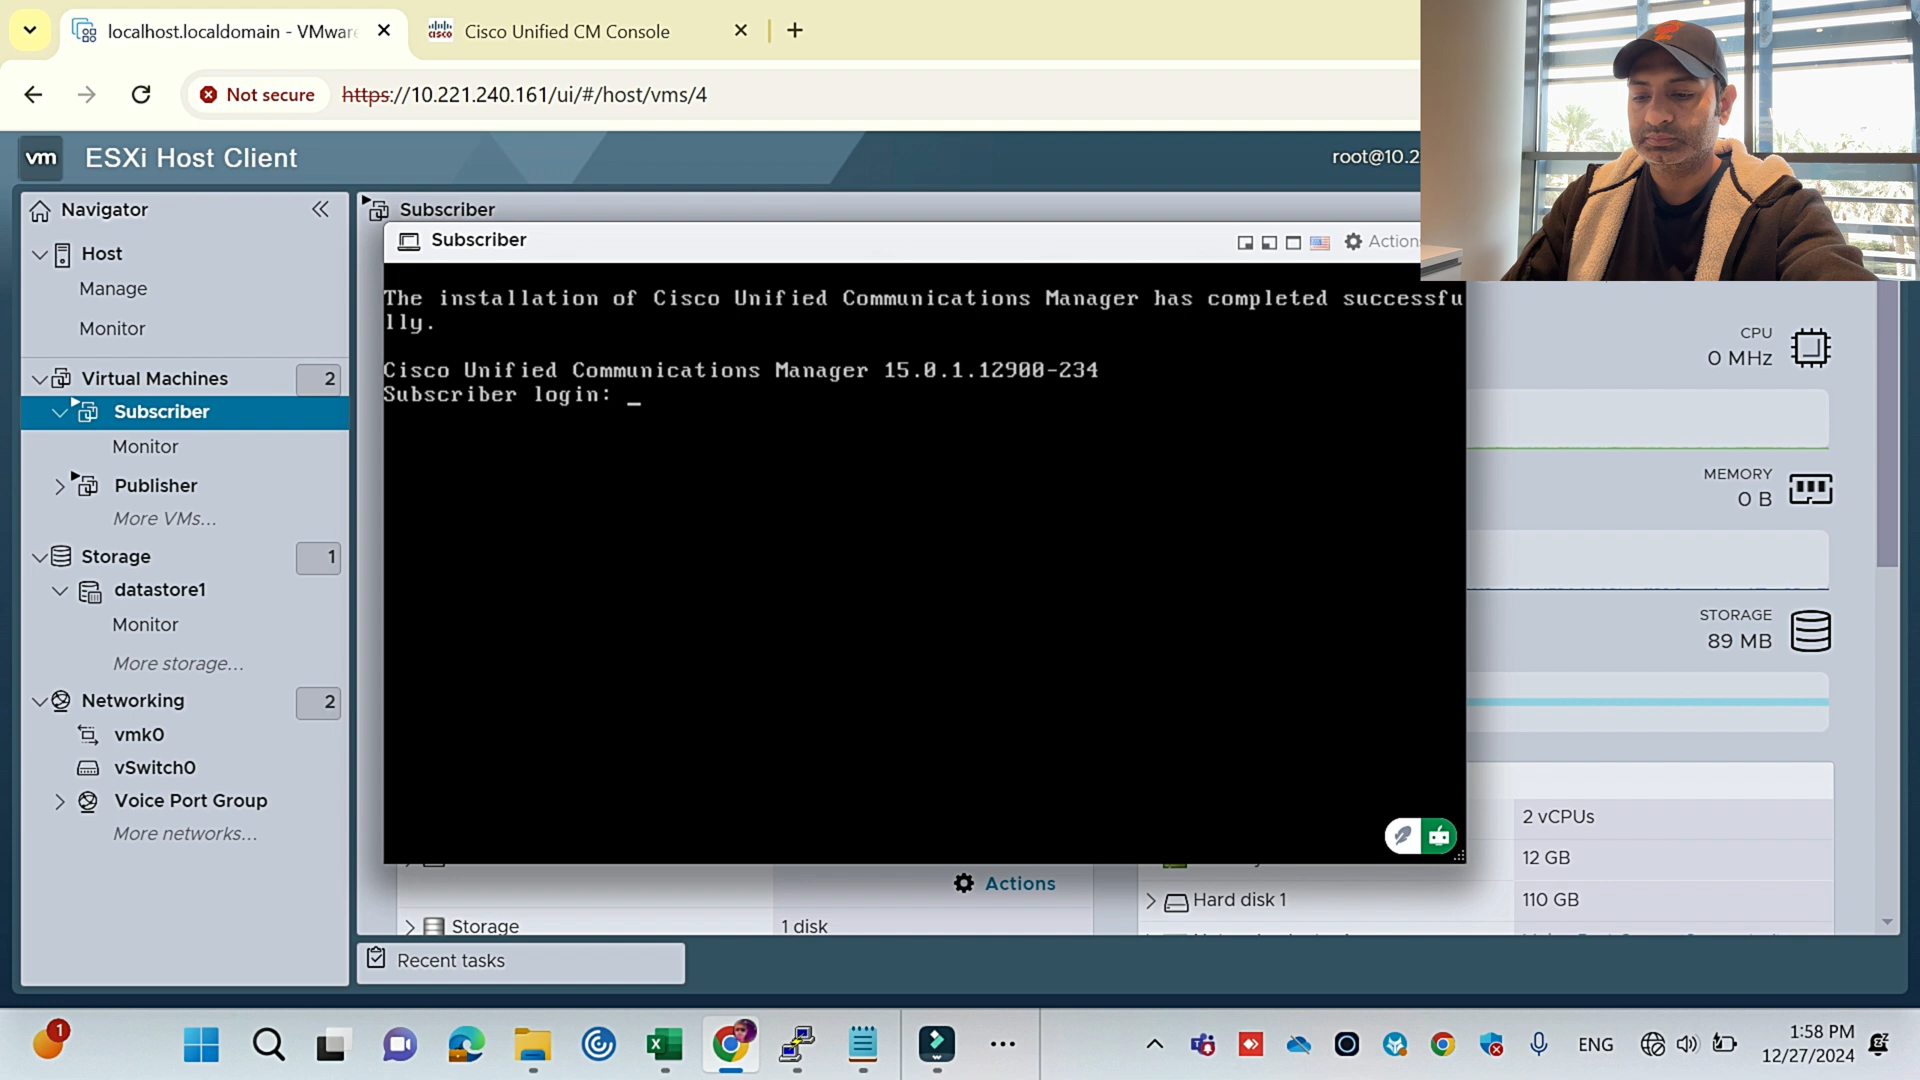 localhost.localdomain - VMware
Cisco Unified CM Console
Not secure
https://10.221.240.161/ui/#/host/vms/4
vm
ESXi Host Client
root@10.2
Navigator
Host
Manage
Monitor
Virtual Machines
2
Subscriber
Monitor
Publisher
More VMs...
Storage
1
datastore1
Monitor
More storage...
Networking
2
vmk0
vSwitch0
Voice Port Group
More networks...
Subscriber
Subscriber
Action
The installation of Cisco Unified Communications Manager has completed successfu
lly.
Cisco Unified Communications Manager 15.0.1.12900-234
Subscriber login: _
CPU
0 MHz
MEMORY
0 B
STORAGE
89 MB
2 vCPUs
12 GB
Hard disk 1
110 GB
Actions
Storage
1 disk
Recent tasks
1
ENG
1:58 PM
12/27/2024